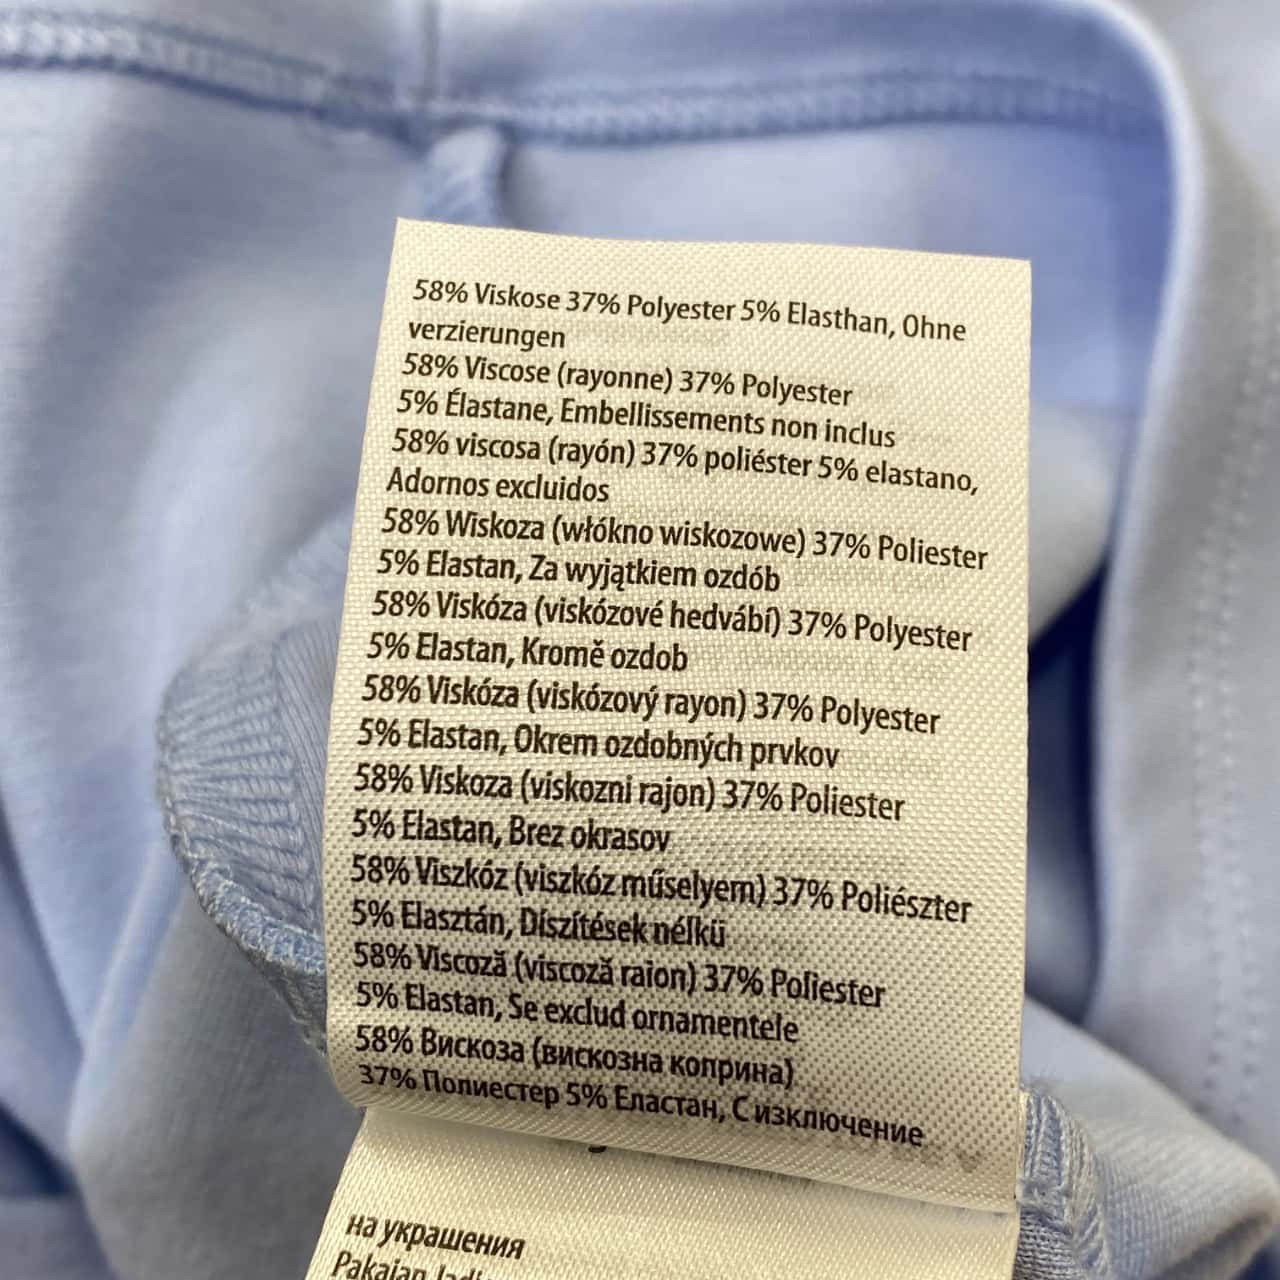 58% Viskose 37% Polyester 5% Elasthan, Ohne
verzierungen
58% Viscose (rayonne) 37% Polyester
5% Élastane, Embellissements non inclus
58% viscosa (rayón) 37% poliéster 5% elastano,
Adornos excluidos
58% Wiskoza (włókno wiskozowe) 37% Poliester
5% Elastan, Za wyjątkiem ozdób
58% Viskóza (viskózové hedvábí) 37% Polyester
5% Elastan, Kromě ozdob
58% Viskóza (viskózový rayon) 37% Polyester
5% Elastan, Okrem ozdobných prvkov
58% Viskoza (viskozni rajon) 37% Poliester
5% Elastan, Brez okrasov
58% Viszkóz (viszkóz műselyem) 37% Poliészter
5% Elasztán, Díszítések nélkü
58% Viscoză (viscoză raion) 37% Poliester
5% Elastan, Se exclud ornamentele
58% Вискоза (вискозна коприна)
37% Полиестер 5% Еластан, С изключение
на украшения
Pakaian